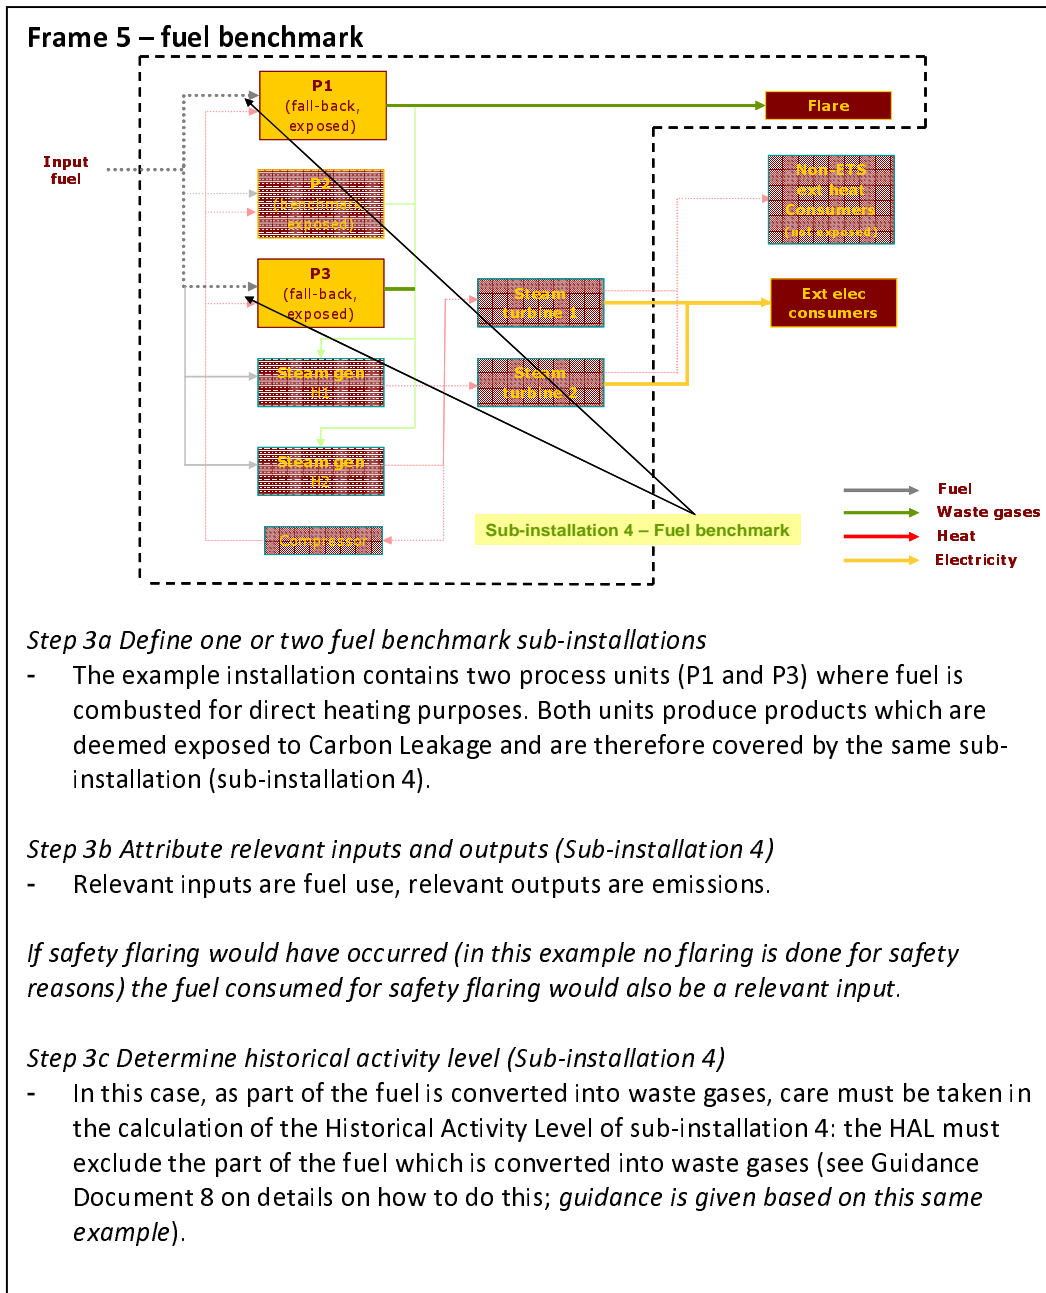 Frame 5 – fuel benchmark
P1
(fall-back,
exposed)
Flare
Input
fuel
P2
(benchmark,
exposed)
Non-ETS
ext heat
Consumers
(not exposed)
P3
(fall-back,
exposed)
Steam
turbine 1
Ext elec
consumers
Steam gen
H1
Steam
turbine 2
Steam gen
H2
Compressor
Sub-installation 4 – Fuel benchmark
Fuel
Waste gases
Heat
Electricity
Step 3a Define one or two fuel benchmark sub-installations
- The example installation contains two process units (P1 and P3) where fuel is
combusted for direct heating purposes. Both units produce products which are
deemed exposed to Carbon Leakage and are therefore covered by the same sub-
installation (sub-installation 4).
Step 3b Attribute relevant inputs and outputs (Sub-installation 4)
- Relevant inputs are fuel use, relevant outputs are emissions.
If safety flaring would have occurred (in this example no flaring is done for safety
reasons) the fuel consumed for safety flaring would also be a relevant input.
Step 3c Determine historical activity level (Sub-installation 4)
- In this case, as part of the fuel is converted into waste gases, care must be taken in
the calculation of the Historical Activity Level of sub-installation 4: the HAL must
exclude the part of the fuel which is converted into waste gases (see Guidance
Document 8 on details on how to do this; guidance is given based on this same
example).